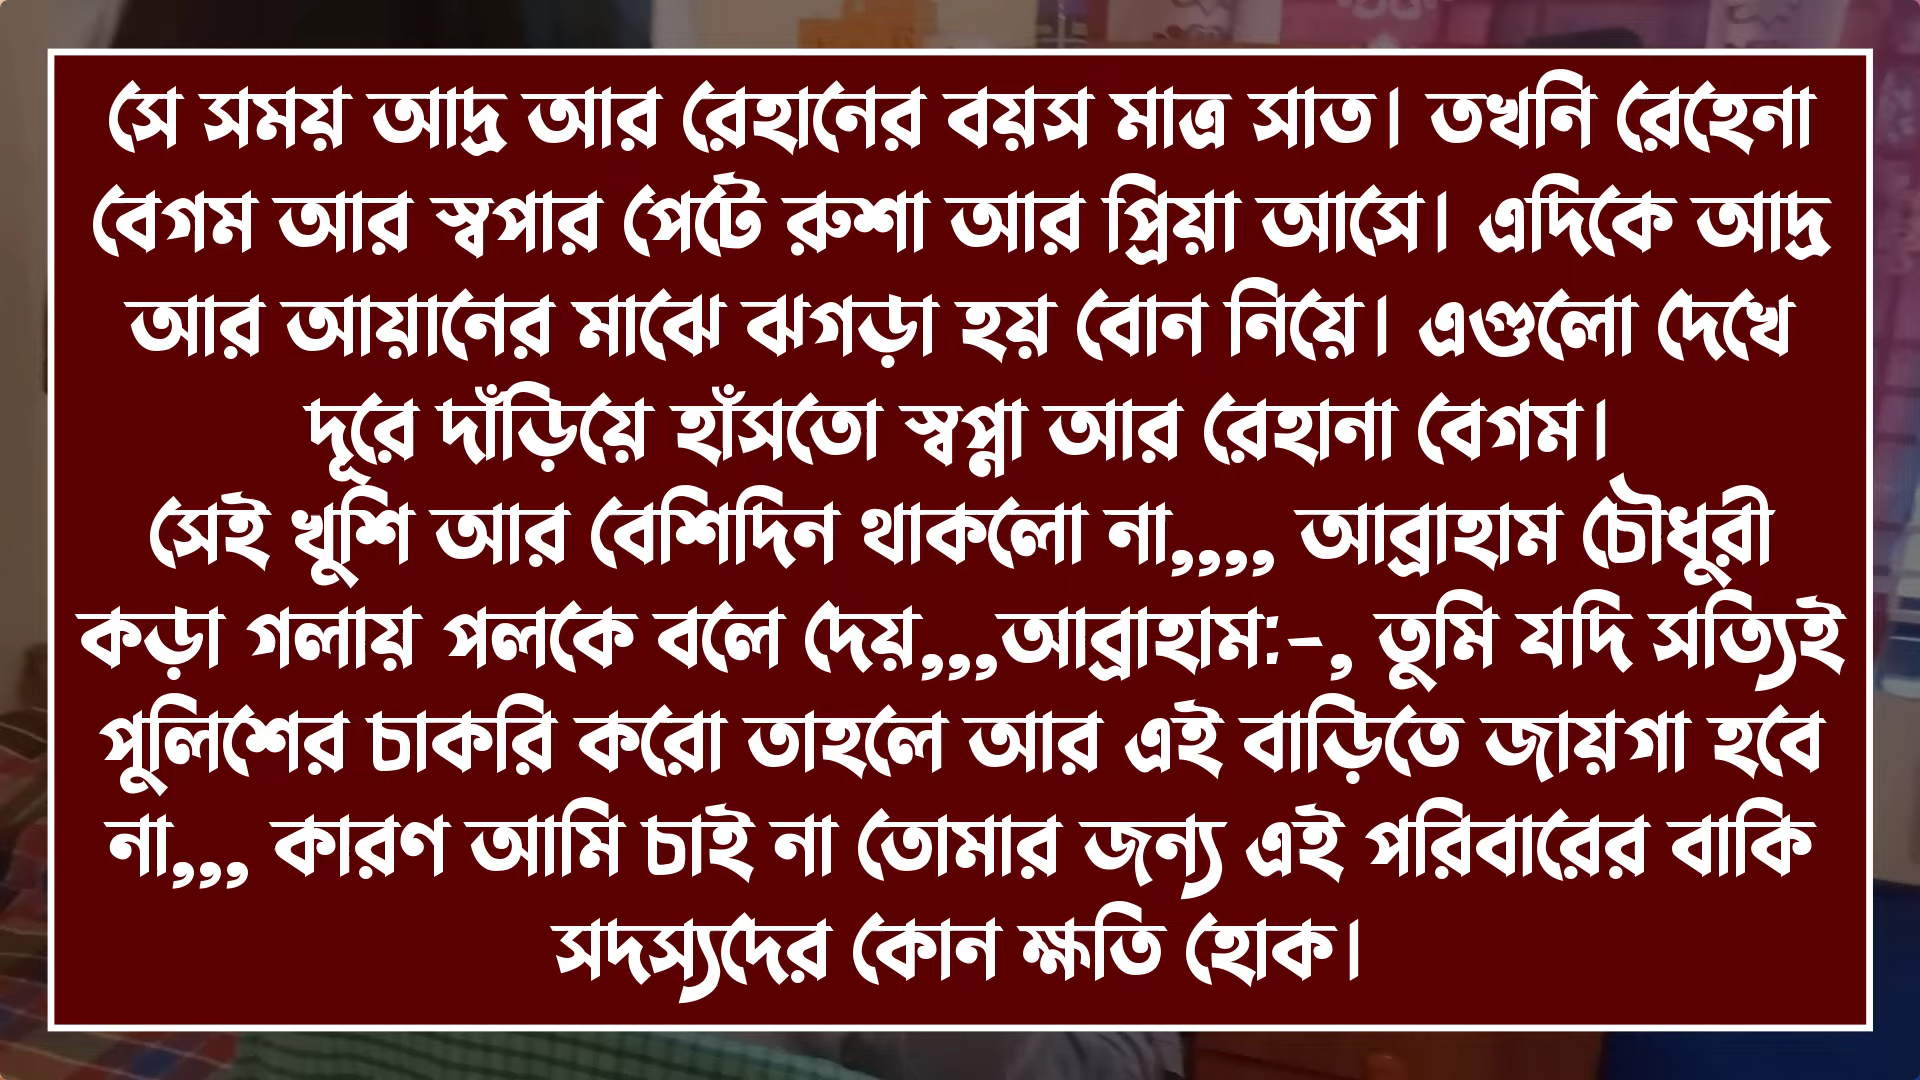 সে সময় আদ্র আর রেহানের বয়স মাত্র সাত। তখনি রেহেনা
বেগম আর স্বপার পেটে রুশা আর প্রিয়া আসে। এদিকে আদ্র
আর আয়ানের মাঝে ঝগড়া হয় বোন নিয়ে। এগুলো দেখে
দূরে দাঁড়িয়ে হাঁসতো স্বপ্না আর রেহানা বেগম।
সেই খুশি আর বেশিদিন থাকলো না,,,, আব্রাহাম চৌধুরী
কড়া গলায় পলকে বলে দেয়,,,আব্রাহাম:-, তুমি যদি সত্যিই
পুলিশের চাকরি করো তাহলে আর এই বাড়িতে জায়গা হবে
না,,, কারণ আমি চাই না তোমার জন্য এই পরিবারের বাকি
সদস্যদের কোন ক্ষতি হোক।